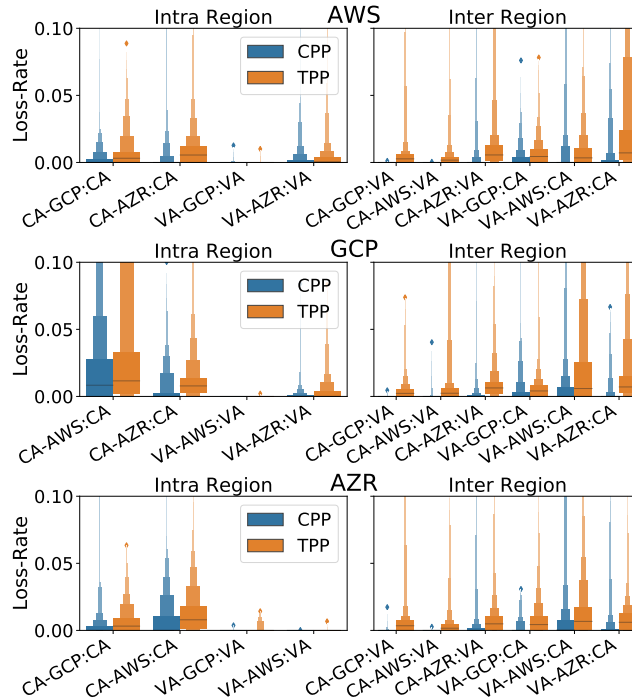 AWS
Intra Region
Inter Region
Loss-Rate
0.10
0.05
0.00
CPP
TPP
CA-GCP:CA
CA-AZR:CA
VA-GCP:VA
VA-AZR:VA
CA-GCP:VA
CA-AWS:VA
CA-AZR:VA
VA-GCP:CA
VA-AWS:CA
VA-AZR:CA
GCP
Intra Region
Inter Region
Loss-Rate
0.10
0.05
0.00
CPP
TPP
CA-AWS:CA
CA-AZR:CA
VA-AWS:VA
VA-AZR:VA
CA-GCP:VA
CA-AWS:VA
CA-AZR:VA
VA-GCP:CA
VA-AWS:CA
VA-AZR:CA
AZR
Intra Region
Inter Region
Loss-Rate
0.10
0.05
0.00
CPP
TPP
CA-GCP:CA
CA-AWS:CA
VA-GCP:VA
VA-AWS:VA
CA-GCP:VA
CA-AWS:VA
CA-AZR:VA
VA-GCP:CA
VA-AWS:CA
VA-AZR:CA